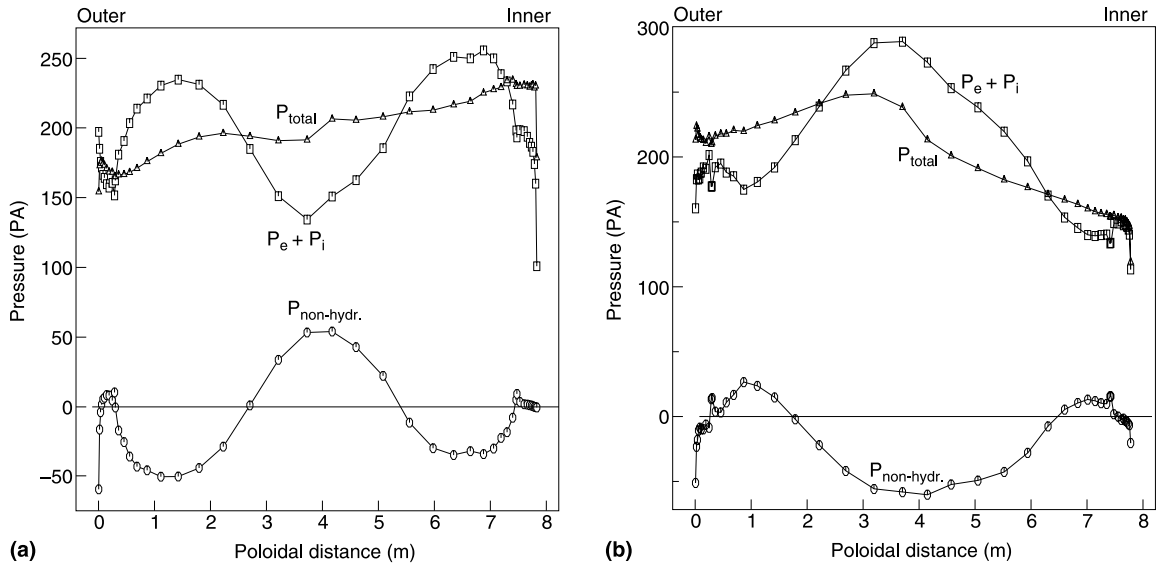 Outer Inner
250
200
150
100
50
0
−50
Pressure (PA)
P_total
P_e + P_i
P_non-hydr.
0 1 2 3 4 5 6 7 8
Poloidal distance (m)
(a)
Outer Inner
300
200
100
0
Pressure (PA)
P_e + P_i
P_total
P_non-hydr.
0 1 2 3 4 5 6 7 8
Poloidal distance (m)
(b)